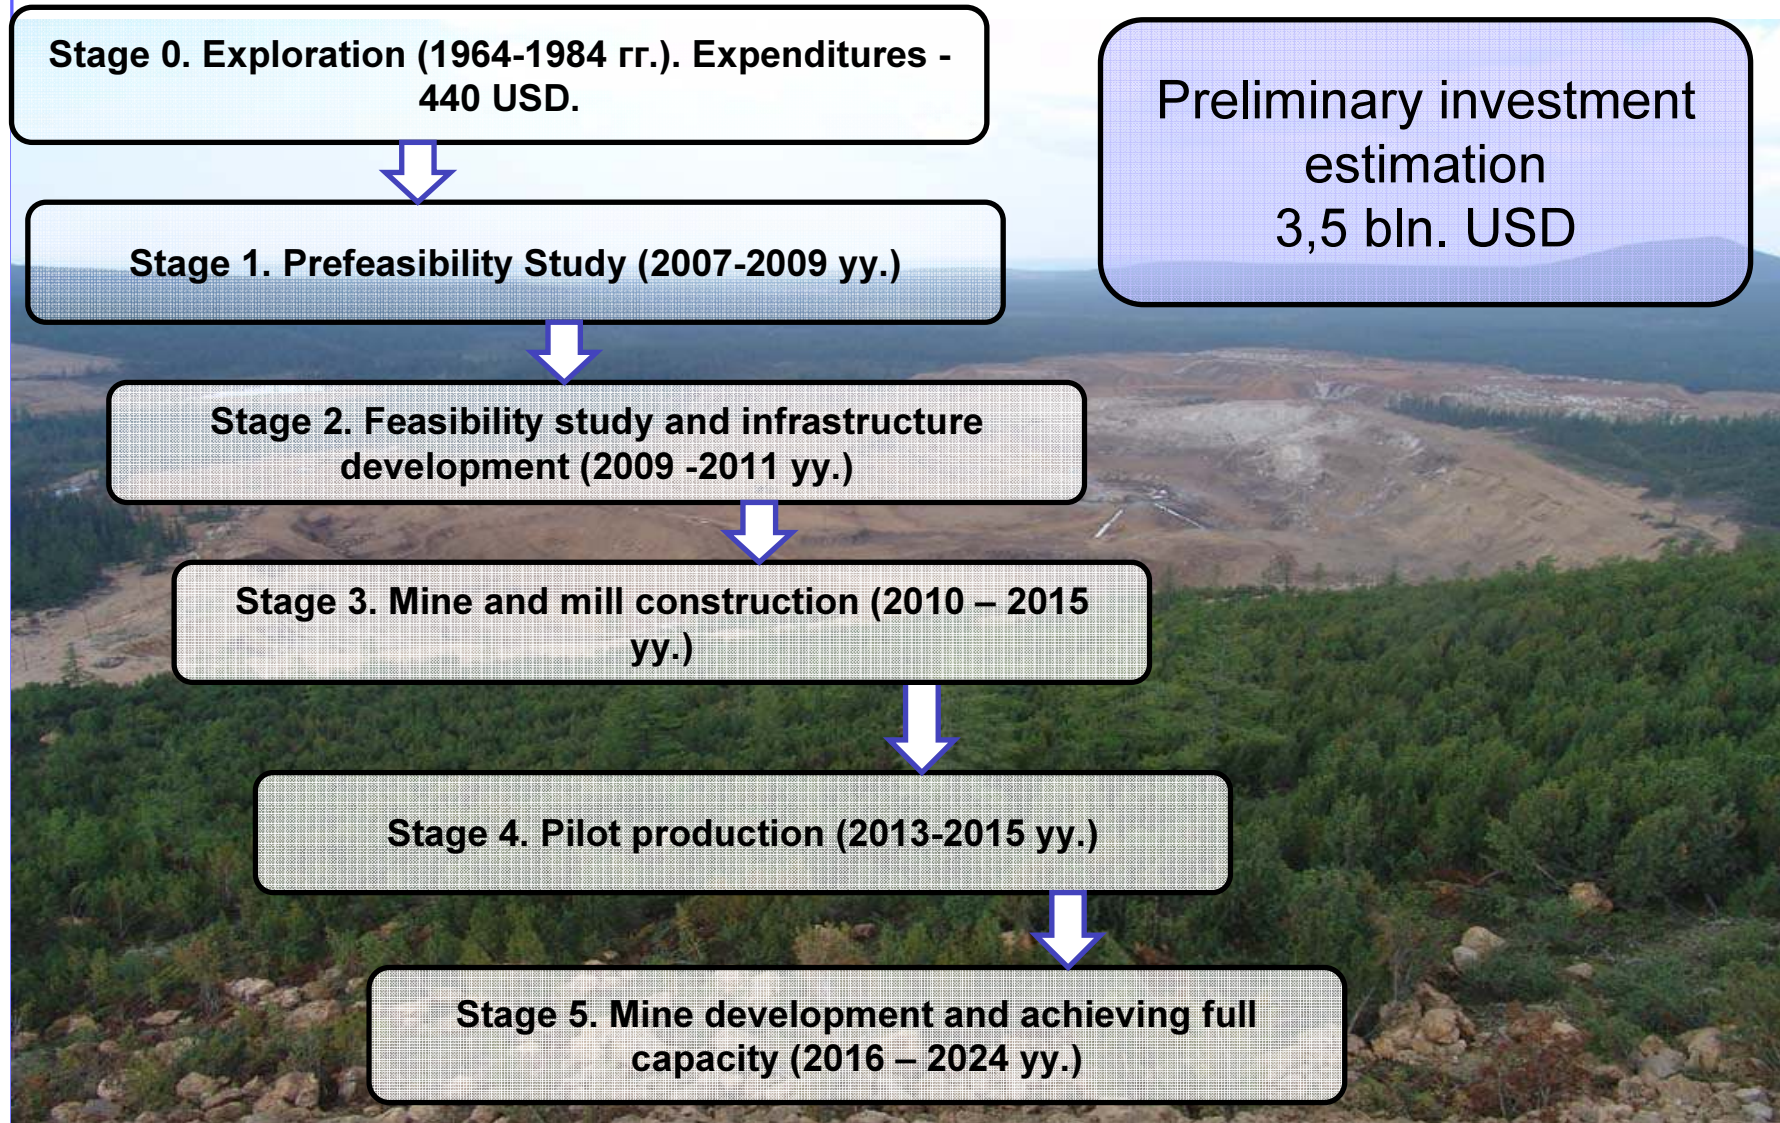 Stage 0. Exploration (1964-1984 гг.). Expenditures -
440 USD.
Preliminary investment
estimation
3,5 bln. USD
Stage 1. Prefeasibility Study (2007-2009 yy.)
Stage 2. Feasibility study and infrastructure
development (2009 -2011 yy.)
Stage 3. Mine and mill construction (2010 – 2015
yy.)
Stage 4. Pilot production (2013-2015 yy.)
Stage 5. Mine development and achieving full
capacity (2016 – 2024 yy.)